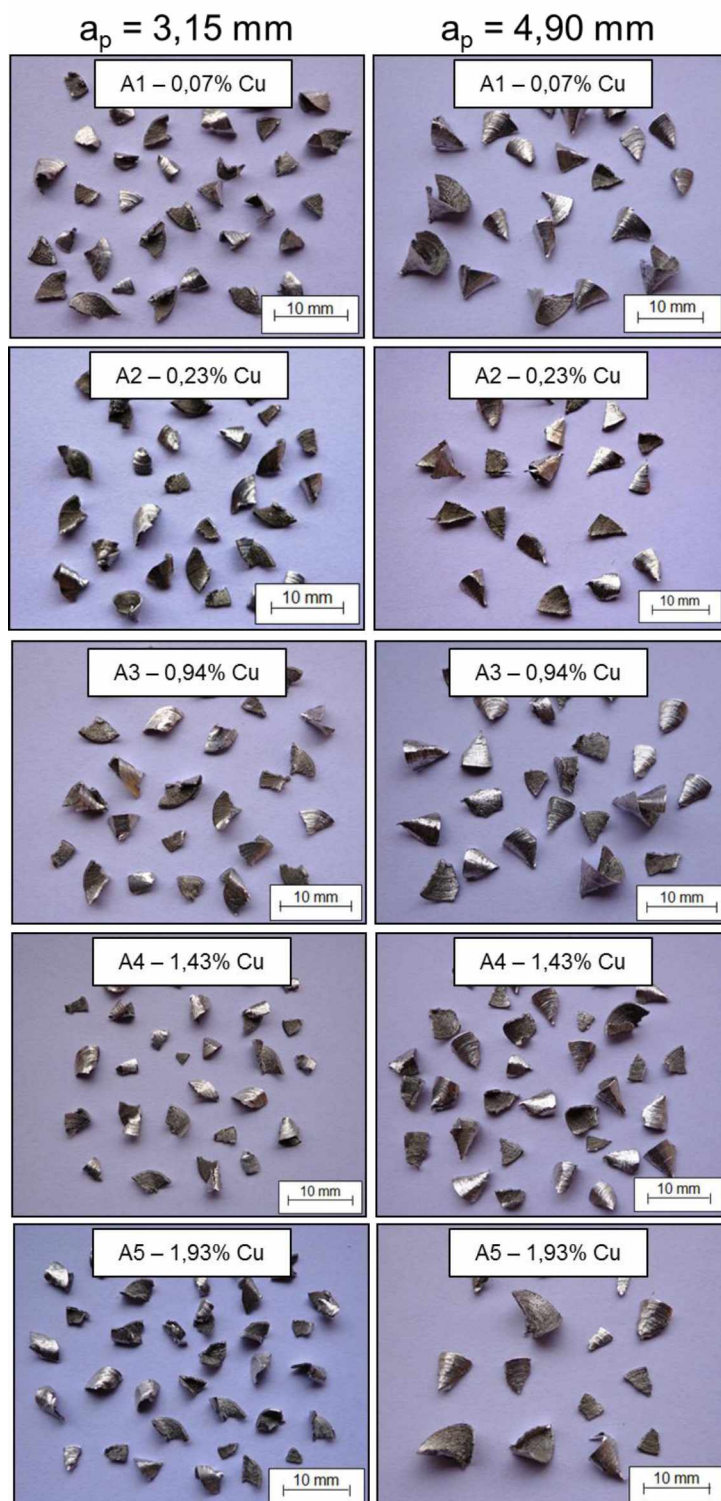 aₚ = 3,15 mm
aₚ = 4,90 mm
A1 – 0,07% Cu
A1 – 0,07% Cu
10 mm
10 mm
A2 – 0,23% Cu
A2 – 0,23% Cu
10 mm
10 mm
A3 – 0,94% Cu
A3 – 0,94% Cu
10 mm
10 mm
A4 – 1,43% Cu
A4 – 1,43% Cu
10 mm
10 mm
A5 – 1,93% Cu
A5 – 1,93% Cu
10 mm
10 mm